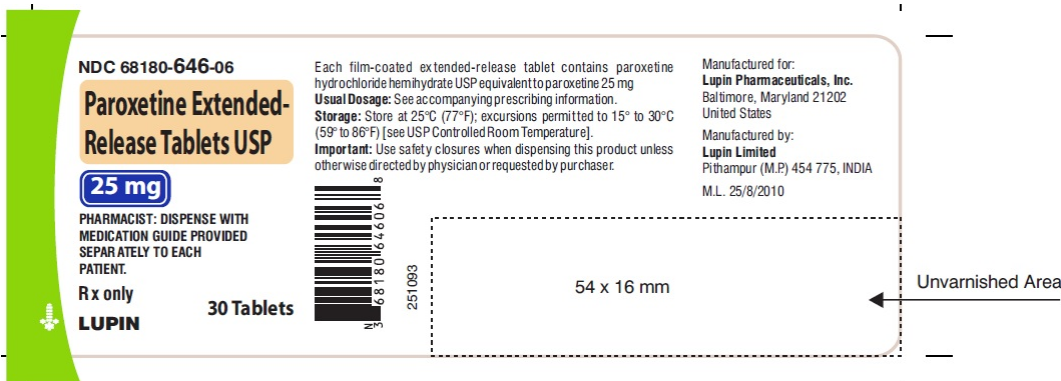 NDC 68180-646-06
Paroxetine Extended-
Release Tablets USP
25 mg
PHARMACIST: DISPENSE WITH
MEDICATION GUIDE PROVIDED
SEPARATELY TO EACH
PATIENT.
Rx only
30 Tablets
LUPIN
Each film-coated extended-release tablet contains paroxetine
hydrochloride hemihydrate USP equivalent to paroxetine 25 mg
Usual Dosage: See accompanying prescribing information.
Storage: Store at 25°C (77°F); excursions permitted to 15° to 30°C
(59° to 86°F) [see USP Controlled Room Temperature].
Important: Use safety closures when dispensing this product unless
otherwise directed by physician or requested by purchaser.
N
3 68180 64606 8
251093
Manufactured for:
Lupin Pharmaceuticals, Inc.
Baltimore, Maryland 21202
United States
Manufactured by:
Lupin Limited
Pithampur (M.P.) 454 775, INDIA
M.L. 25/8/2010
54 x 16 mm
Unvarnished Area